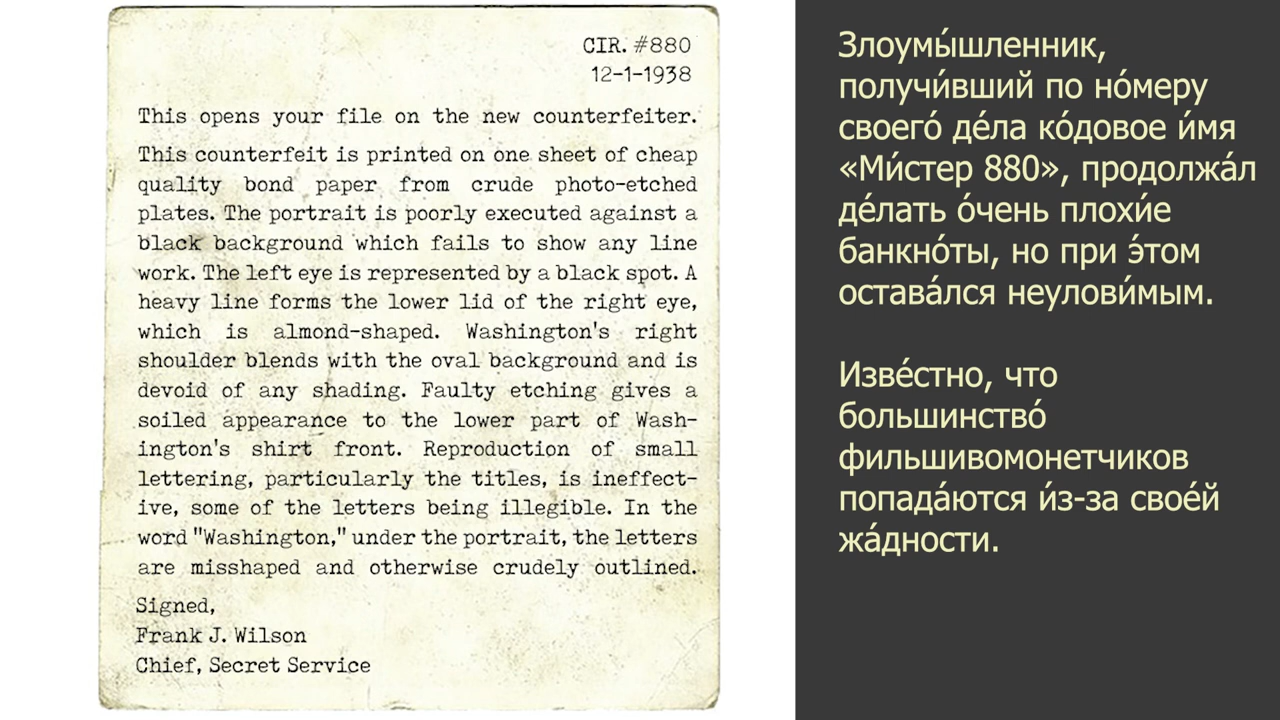 CIR. #880
12-1-1938
This opens your file on the new counterfeiter.
This counterfeit is printed on one sheet of cheap
quality bond paper from crude photo-etched
plates. The portrait is poorly executed against a
black background which fails to show any line
work. The left eye is represented by a black spot. A
heavy line forms the lower lid of the right eye,
which is almond-shaped. Washington's right
shoulder blends with the oval background and is
devoid of any shading. Faulty etching gives a
soiled appearance to the lower part of Wash-
ington's shirt front. Reproduction of small
lettering, particularly the titles, is ineffect-
ive, some of the letters being illegible. In the
word "Washington," under the portrait, the letters
are misshaped and otherwise crudely outlined.
Signed,
Frank J. Wilson
Chief, Secret Service
Злоумы́шленник,
получи́вший по но́меру
своего́ де́ла ко́довое и́мя
«Ми́стер 880», продолжа́л
де́лать о́чень плохи́е
банкно́ты, но при э́том
остава́лся неулови́мым.
Изве́стно, что
большинство́
фильшивомонетчиков
попада́ются и́з-за свое́й
жа́дности.